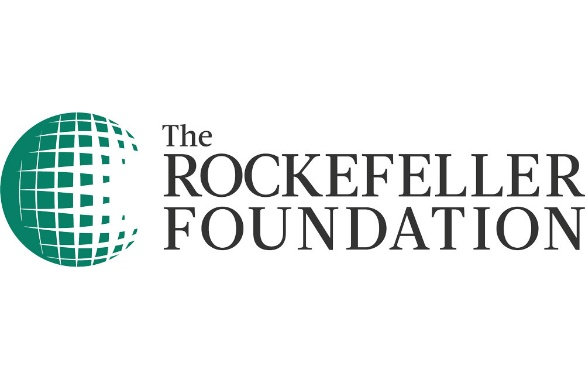 The
ROCKEFELLER
FOUNDATION